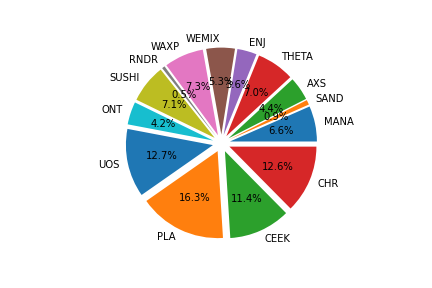 WEMIX
ENJ
WAXP
THETA
RNDR
SUSHI
AXS
SAND
ONT
MANA
UOS
CHR
PLA
CEEK
5.3%
3.6%
7.3%
7.0%
0.5%
7.1%
4.4%
0.9%
4.2%
6.6%
12.7%
12.6%
16.3%
11.4%